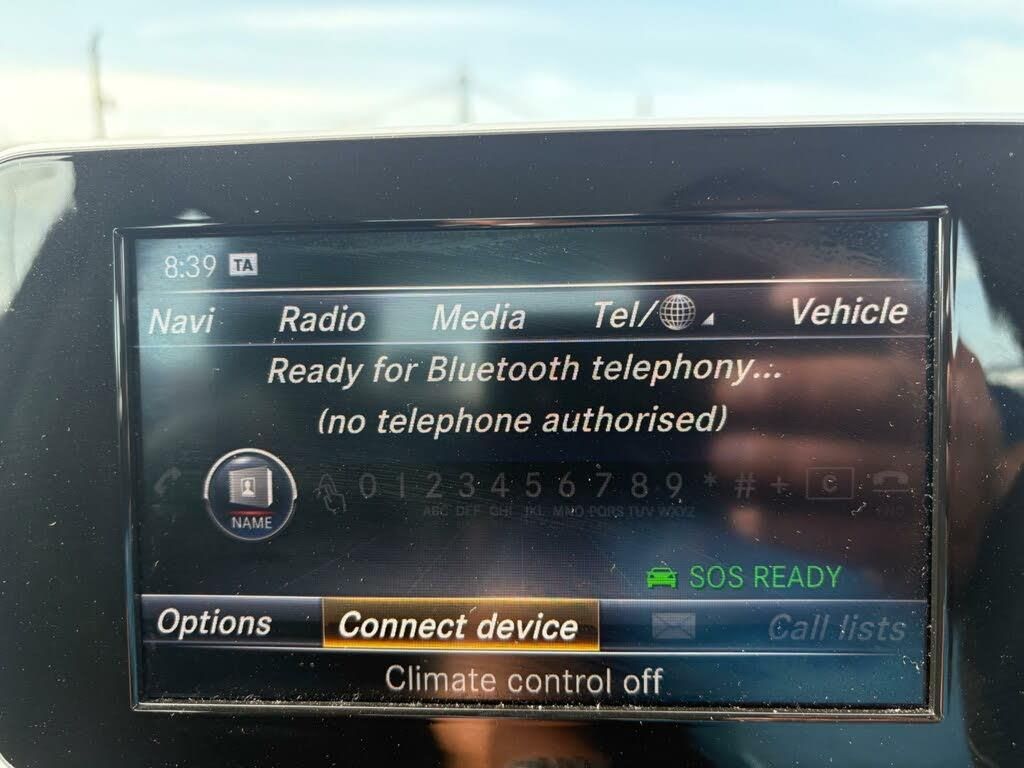 8:39 TA
Navi Radio Media Tel/ Vehicle
Ready for Bluetooth telephony...
(no telephone authorised)
0 1 2 3 4 5 6 7 8 9 * # + C
ABC DEF GHI JKL MNO PQRS TUV WXYZ END
NAME
SOS READY
Options Connect device Call lists
Climate control off